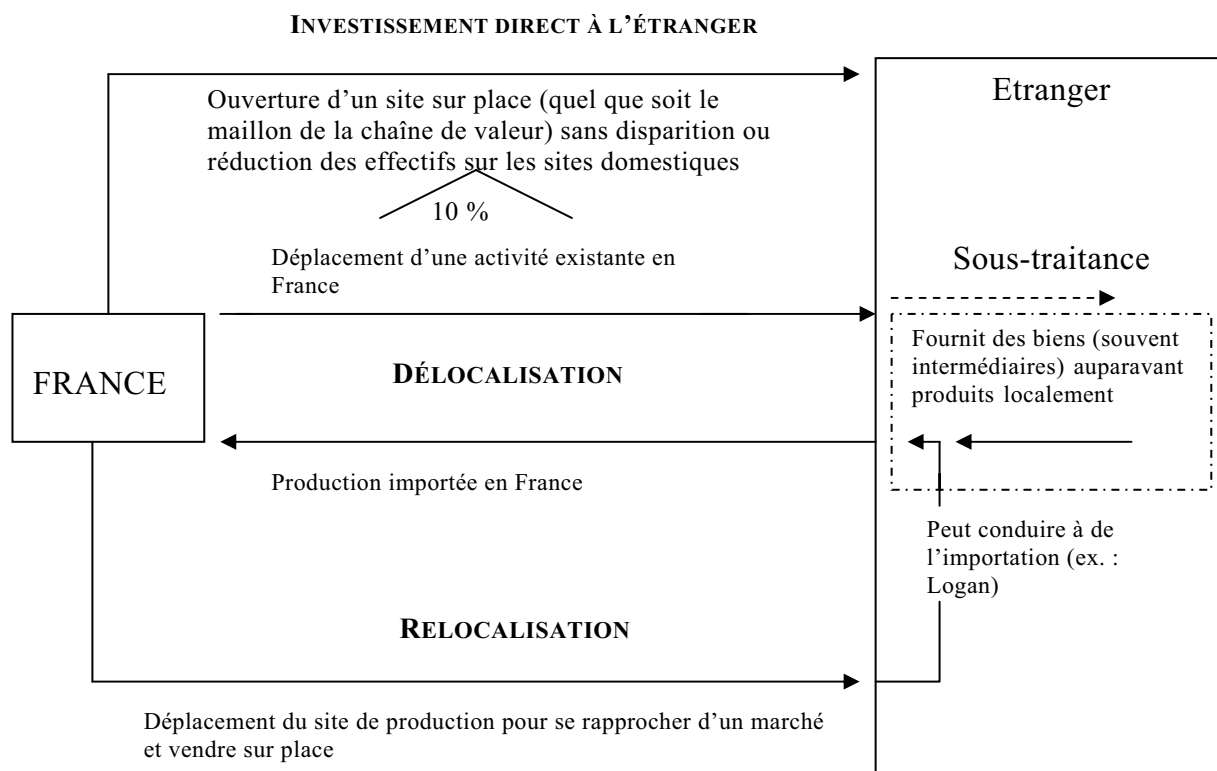 INVESTISSEMENT DIRECT À L’ÉTRANGER
Etranger
Ouverture d’un site sur place (quel que soit le
maillon de la chaîne de valeur) sans disparition ou
réduction des effectifs sur les sites domestiques
10 %
Déplacement d’une activité existante en
France
Sous-traitance
FRANCE
DÉLOCALISATION
Fournit des biens (souvent
intermédiaires) auparavant
produits localement
Production importée en France
Peut conduire à de
l’importation (ex. :
Logan)
RELOCALISATION
Déplacement du site de production pour se rapprocher d’un marché
et vendre sur place